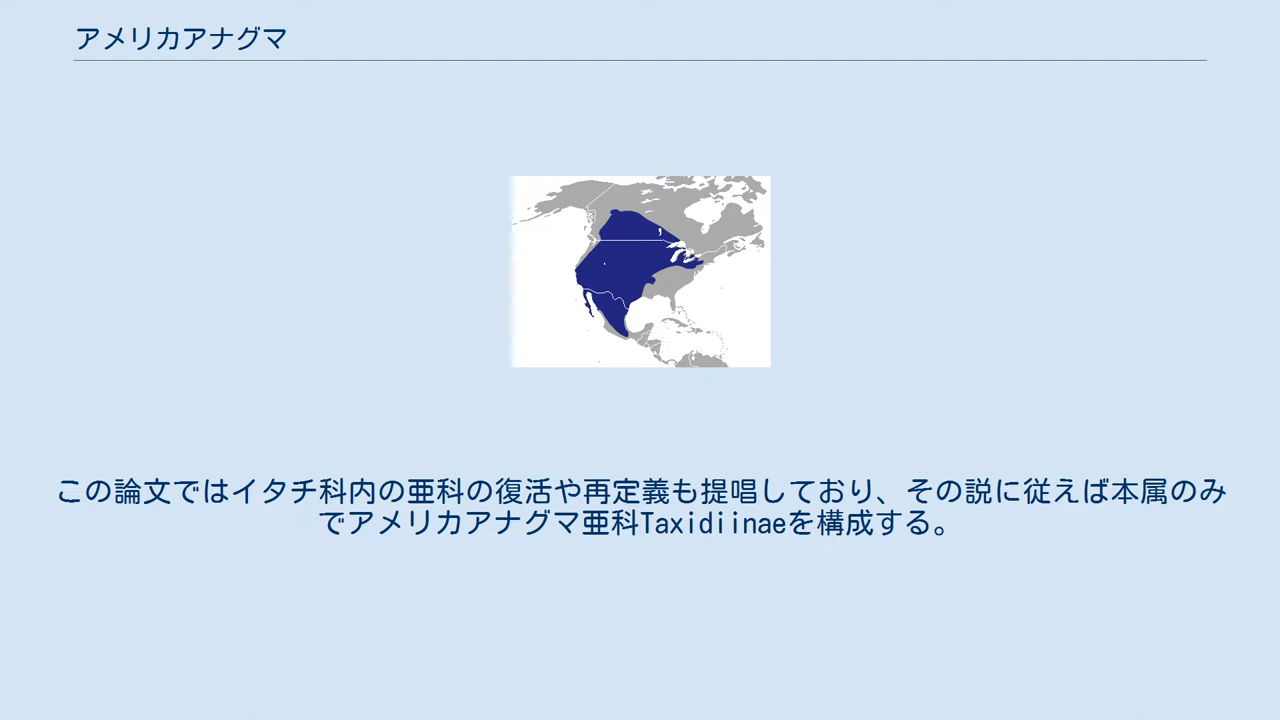 アメリカアナグマ
この論文ではイタチ科内の亜科の復活や再定義も提唱しており、その説に従えば本属のみ
でアメリカアナグマ亜科Taxidiinaeを構成する。